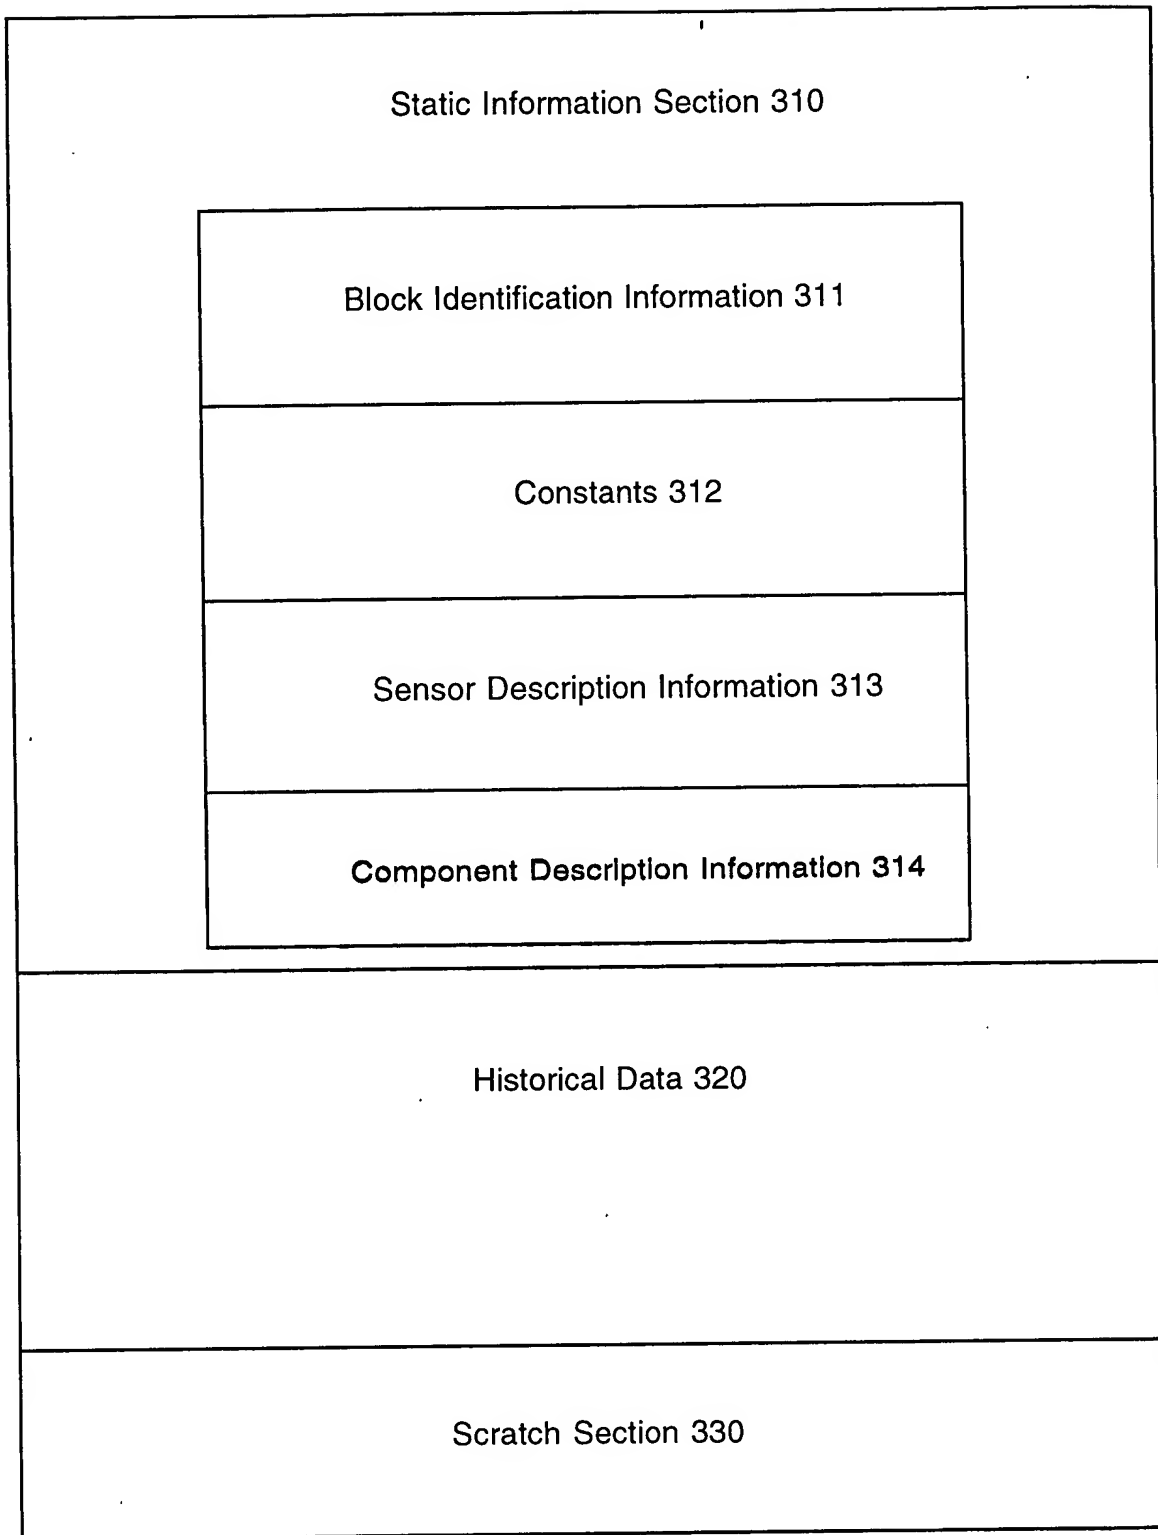 Static Information Section 310
Block Identification Information 311
Constants 312
Sensor Description Information 313
Component Description Information 314
Historical Data 320
Scratch Section 330